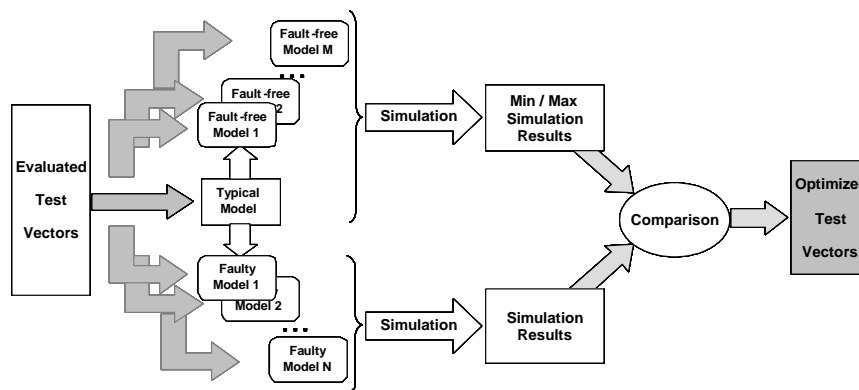 Evaluated
Test
Vectors
Fault-free
Model M
...
Fault-free
2
Fault-free
Model 1
Typical
Model
Faulty
Model 1
Model 2
...
Faulty
Model N
Simulation
Simulation
Min / Max
Simulation
Results
Simulation
Results
Comparison
Optimize
Test
Vectors